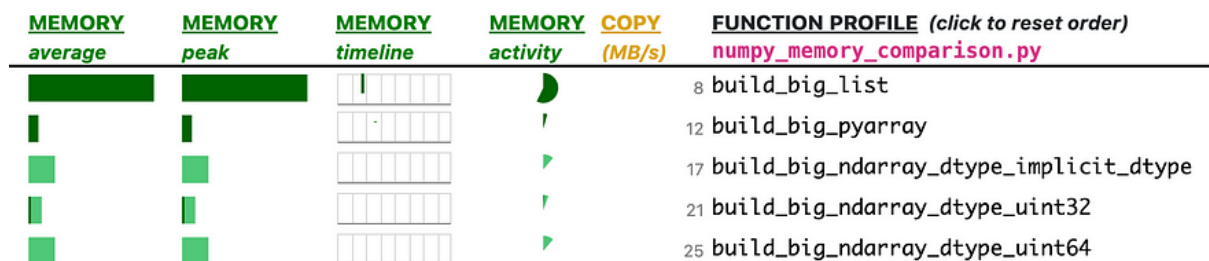 MEMORY MEMORY MEMORY MEMORY COPY FUNCTION PROFILE (click to reset order)
average peak timeline activity (MB/s) numpy_memory_comparison.py
8 build_big_list
12 build_big_pyarray
17 build_big_ndarray_dtype_implicit_dtype
21 build_big_ndarray_dtype_uint32
25 build_big_ndarray_dtype_uint64